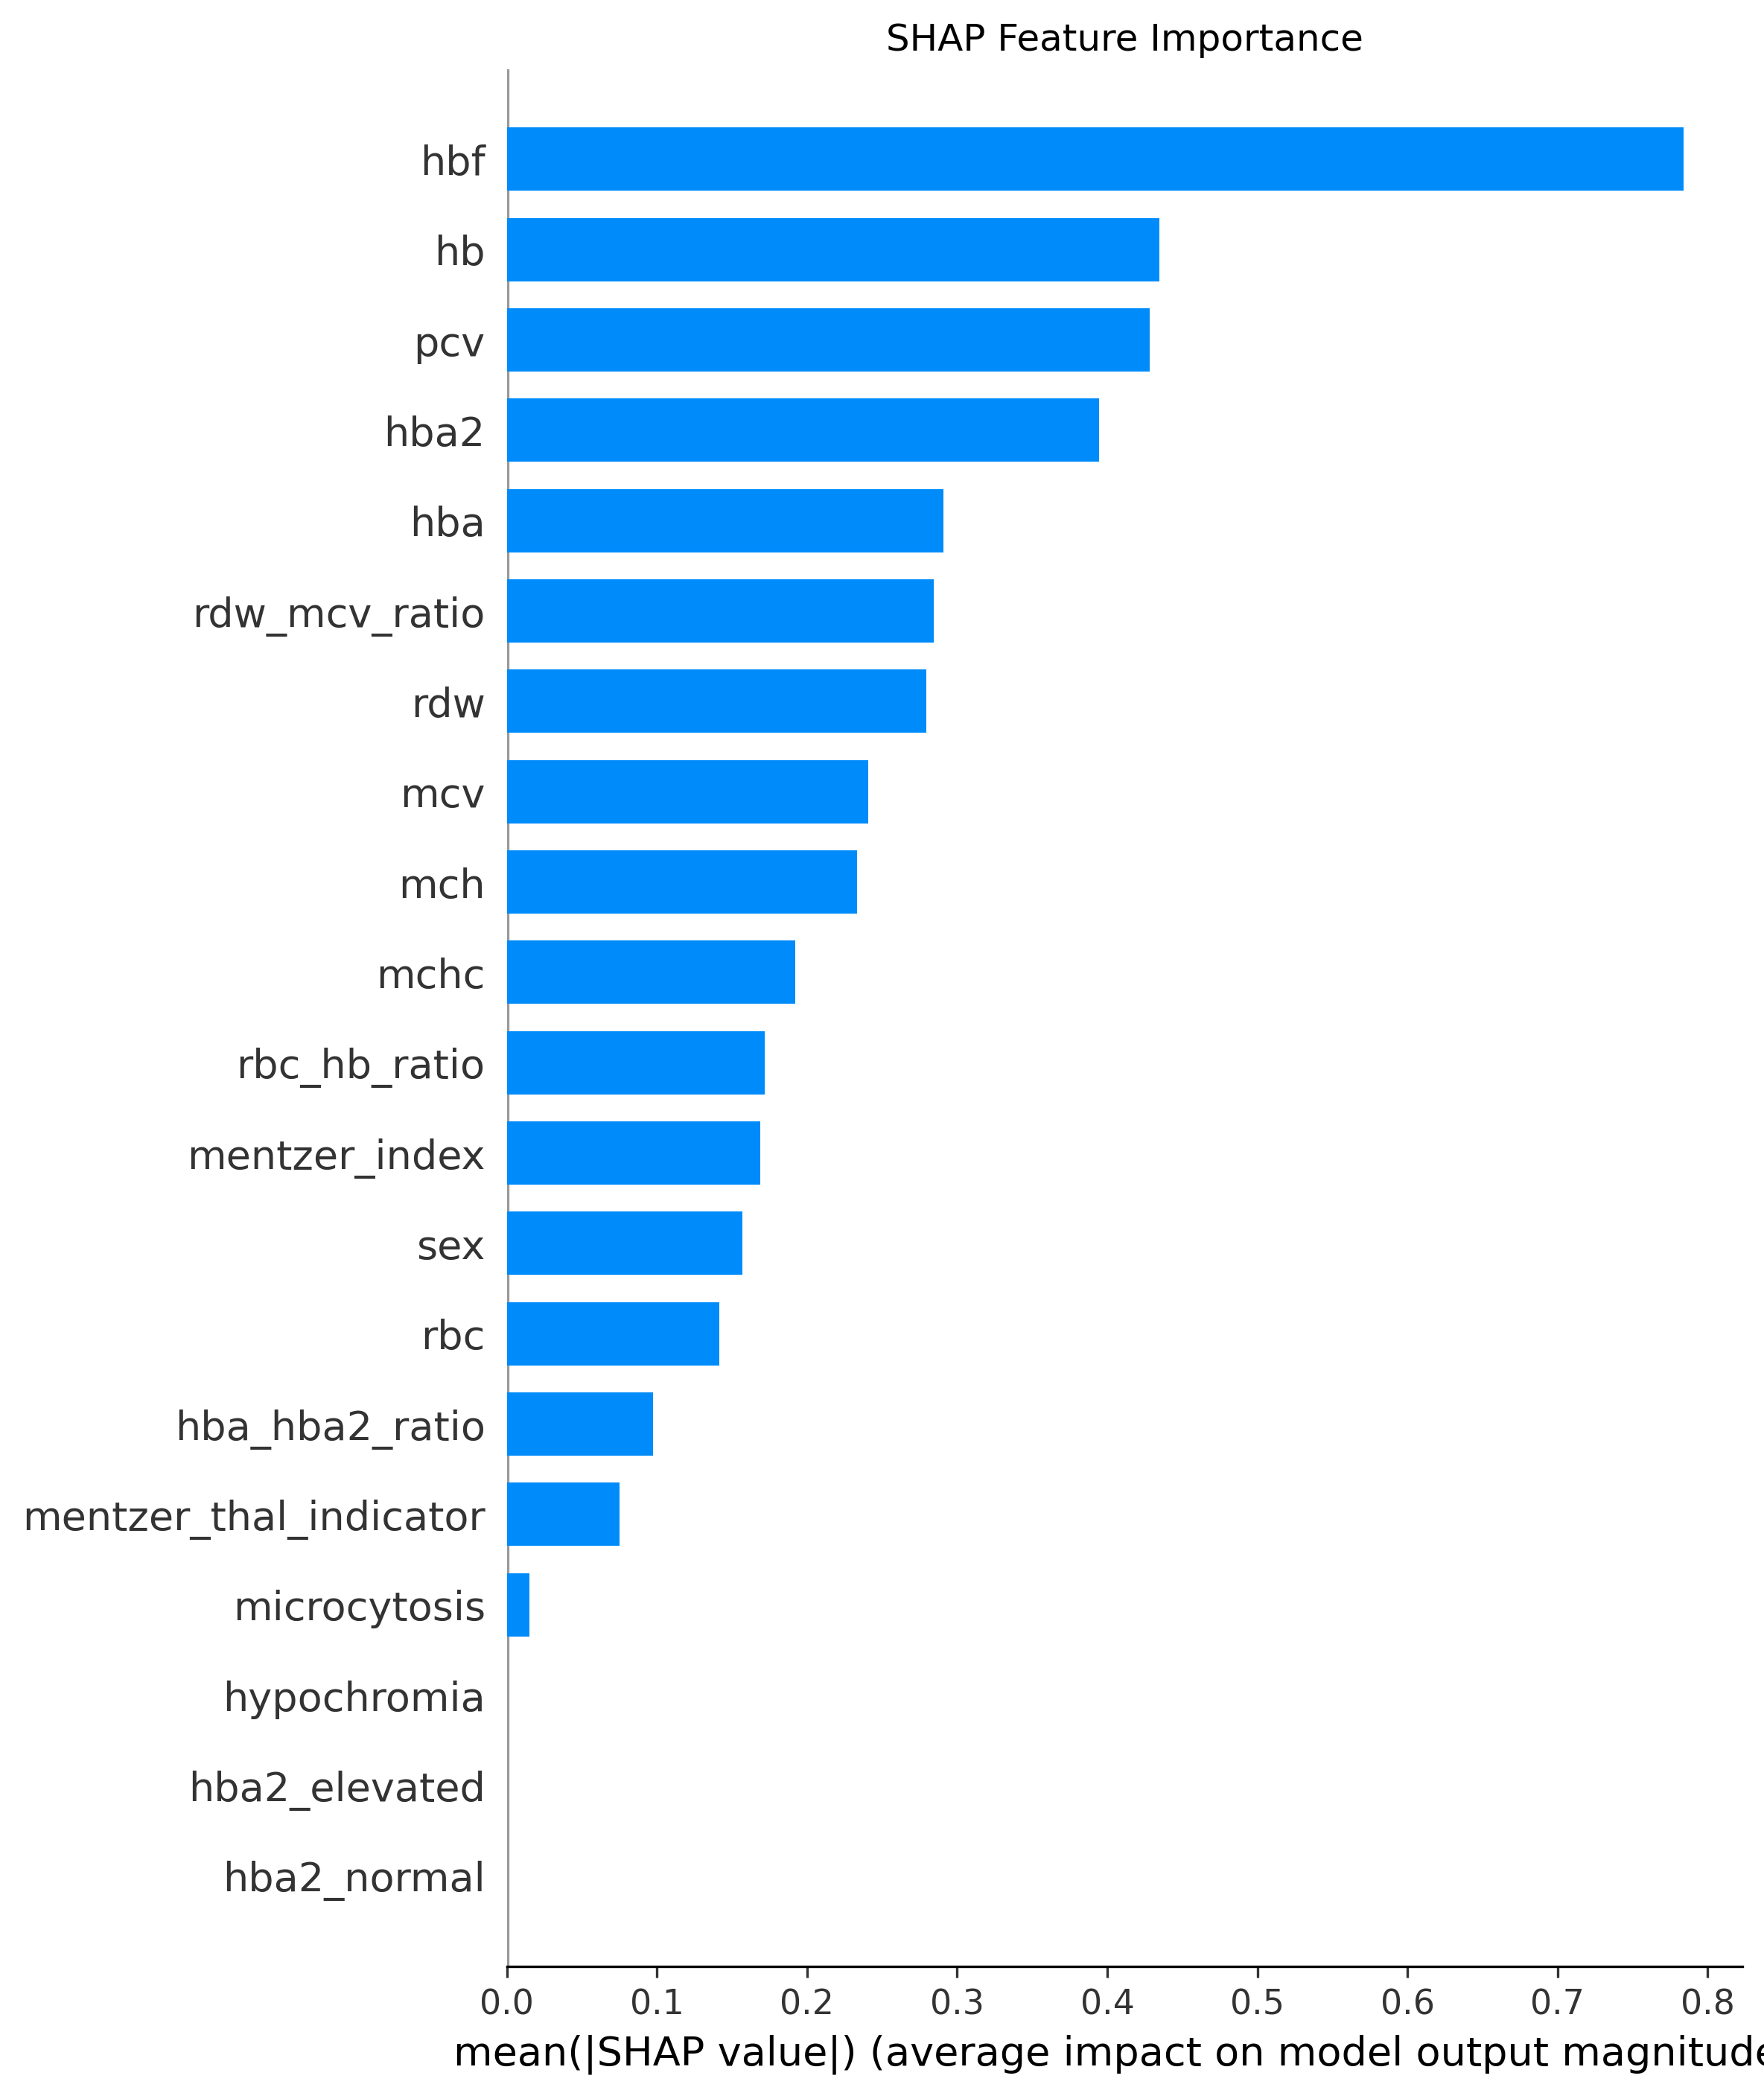 SHAP Feature Importance
hbf
hb
pcv
hba2
hba
rdw_mcv_ratio
rdw
mcv
mch
mchc
rbc_hb_ratio
mentzer_index
sex
rbc
hba_hba2_ratio
mentzer_thal_indicator
microcytosis
hypochromia
hba2_elevated
hba2_normal
0.0 0.1 0.2 0.3 0.4 0.5 0.6 0.7 0.8
mean(|SHAP value|) (average impact on model output magnitude